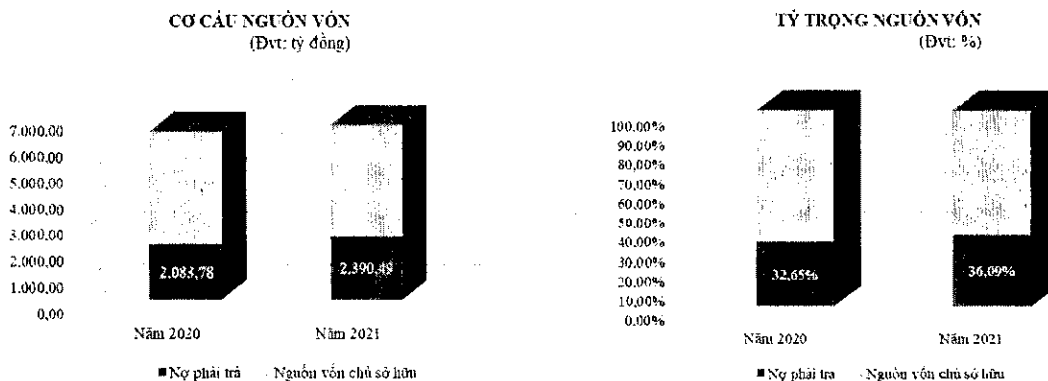 CƠ CẤU NGUỒN VỐN
(Đvt: tỷ đồng)
7.000,00
6.000,00
5.000,00
4.000,00
3.000,00
2.000,00
1.000,00
0,00
2.083,78
2.390,49
Năm 2020
Năm 2021
Nợ phải trả
Nguồn vốn chủ sở hữu
TỶ TRỌNG NGUỒN VỐN
(Đvt: %)
100,00%
90,00%
80,00%
70,00%
60,00%
50,00%
40,00%
30,00%
20,00%
10,00%
0,00%
32,65%
36,09%
Năm 2020
Năm 2021
Nợ phải trả
Nguồn vốn chủ sở hữu